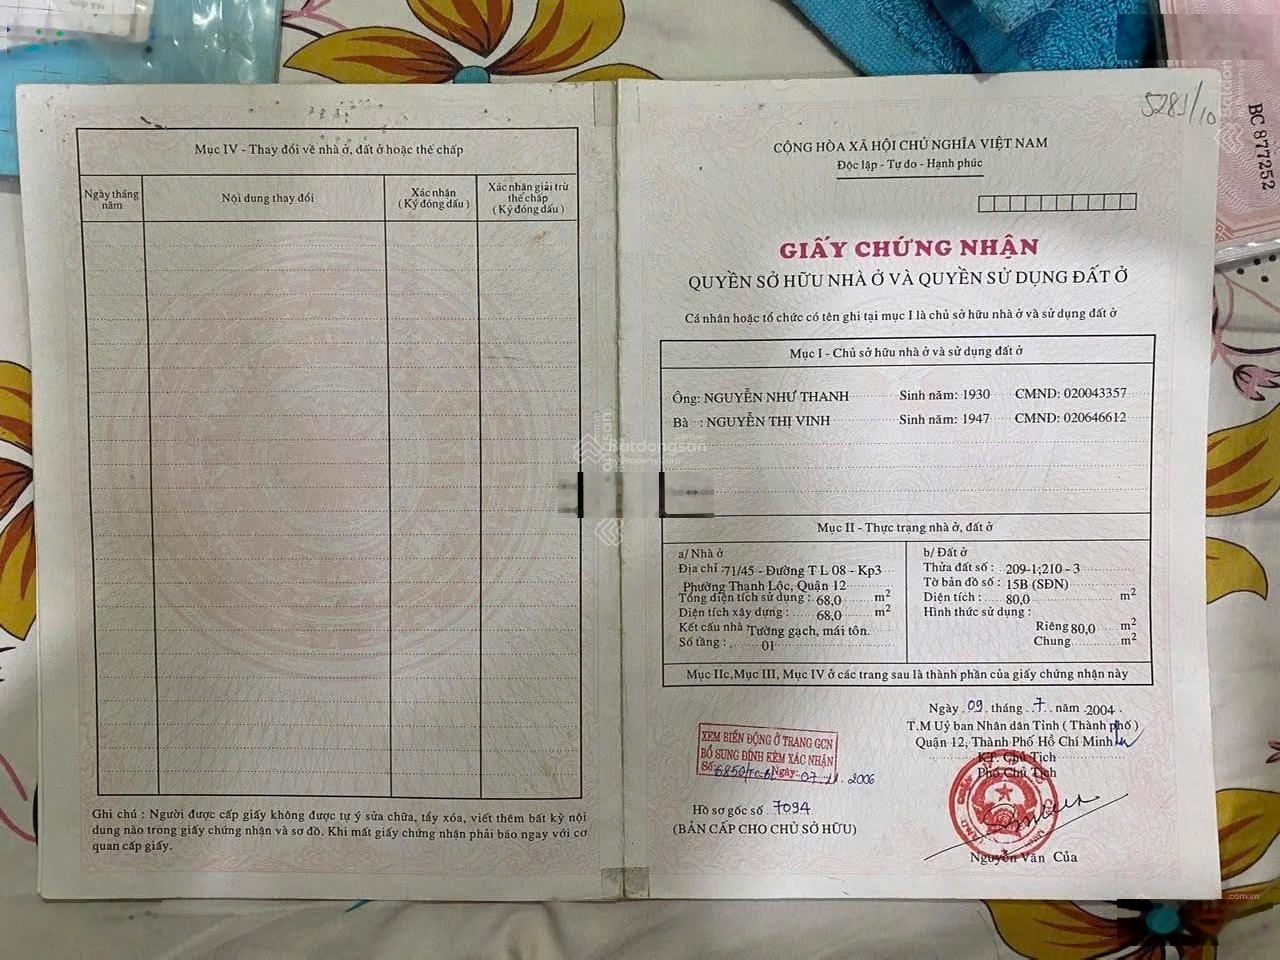 Mục IV - Thay đổi về nhà ở, đất ở hoặc thế chấp
Ngày tháng năm
Nội dung thay đổi
Xác nhận
( Ký đóng dấu )
Xác nhận giải trừ thế chấp
( Ký đóng dấu )
Ghi chú : Người được cấp giấy không được tự ý sửa chữa, tẩy xóa, viết thêm bất kỳ nội
dung nào trong giấy chứng nhận và sơ đồ. Khi mất giấy chứng nhận phải báo ngay với cơ
quan cấp giấy.
5281/10
BC 877252
CỘNG HÒA XÃ HỘI CHỦ NGHĨA VIỆT NAM
Độc lập - Tự do - Hạnh phúc
GIẤY CHỨNG NHẬN
QUYỀN SỞ HỮU NHÀ Ở VÀ QUYỀN SỬ DỤNG ĐẤT Ở
Cá nhân hoặc tổ chức có tên ghi tại mục I là chủ sở hữu nhà ở và sử dụng đất ở
Mục I - Chủ sở hữu nhà ở và sử dụng đất ở
Ông: NGUYỄN NHƯ THANH Sinh năm: 1930 CMND: 020043357
Bà : NGUYỄN THỊ VINH Sinh năm: 1947 CMND: 020646612
batdongsan
Mục II - Thực trạng nhà ở, đất ở
a/ Nhà ở
Địa chỉ :71/45 - Đường T L 08 - Kp3
Phường Thạnh Lộc, Quận 12
Tổng diện tích sử dụng : 68,0 m2
Diện tích xây dựng : 68,0 m2
Kết cấu nhà : Tường gạch, mái tôn.
Số tầng : 01
b/ Đất ở
Thửa đất số : 209-1;210 - 3
Tờ bản đồ số : 15B (SĐN)
Diện tích : 80,0 m2
Hình thức sử dụng :
Riêng 80,0 m2
Chung m2
Mục IIc,Mục III, Mục IV ở các trang sau là thành phần của giấy chứng nhận này
Ngày 09 tháng 7 năm 2004
T.M Uỷ ban Nhân dân Tỉnh ( Thành phố )
Quận 12, Thành Phố Hồ Chí Minh
KT. Chủ Tịch
Phó Chủ Tịch
XEM BIẾN ĐỘNG Ở TRANG GCN
BỔ SUNG ĐÍNH KÈM XÁC NHẬN
Số: Ngày: 07-11-2006
Hồ sơ gốc số 7094
(BẢN CẤP CHO CHỦ SỞ HỮU)
Nguyễn Văn Của